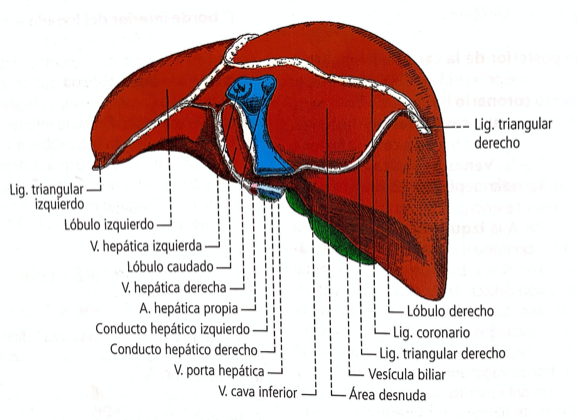 Lig. triangular
derecho
Lig. triangular
izquierdo
Lóbulo izquierdo
V. hepática izquierda
Lóbulo caudado
V. hepática derecha
A. hepática propia
Conducto hepático izquierdo
Conducto hepático derecho
V. porta hepática
V. cava inferior
Lóbulo derecho
Lig. coronario
Lig. triangular derecho
Vesícula biliar
Área desnuda